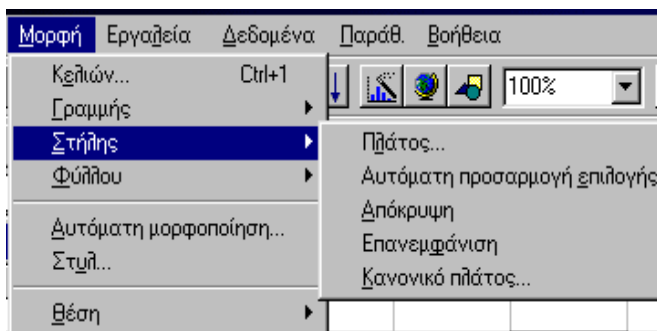 Μορφή Εργαλεία Δεδομένα Παράθ. Βοήθεια
Κελιών... Ctrl+1
100%
Γραμμής
Στήλης
Πλάτος...
Φύλλου
Αυτόματη προσαρμογή επιλογής
Απόκρυψη
Αυτόματη μορφοποίηση...
Επανεμφάνιση
Στυλ...
Κανονικό πλάτος...
Θέση